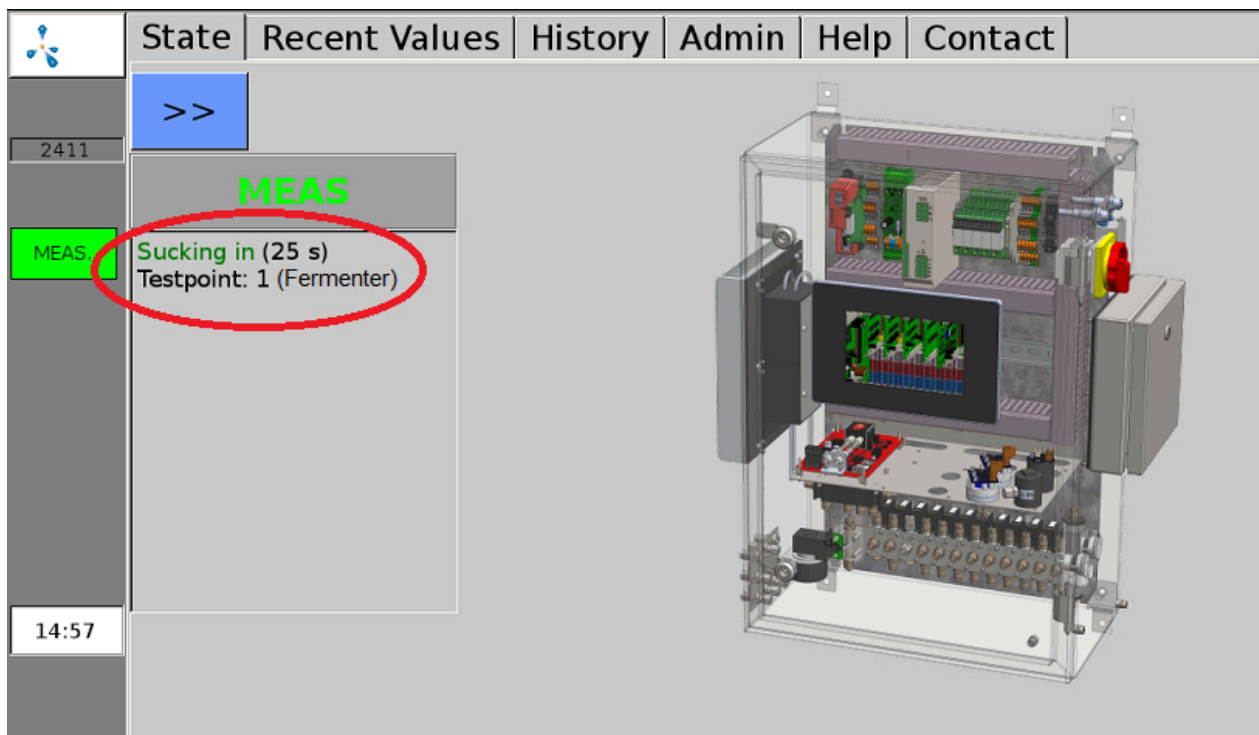 State
Recent Values
History
Admin
Help
Contact
>>
2411
MEAS
MEAS.
Sucking in (25 s)
Testpoint: 1 (Fermenter)
14:57